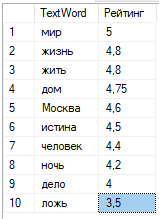 TextWord Рейтинг
1 мир 5
2 жизнь 4,8
3 жить 4,8
4 дом 4,75
5 Москва 4,6
6 истина 4,5
7 человек 4,4
8 ночь 4,2
9 дело 4
10 ложь 3,5